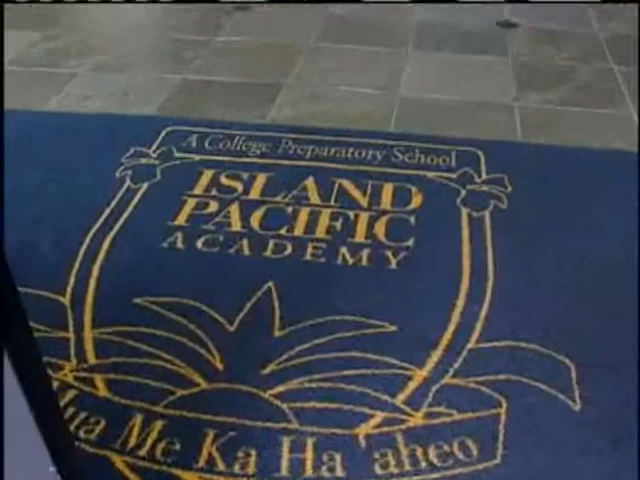 A College Preparatory School
ISLAND
PACIFIC
ACADEMY
Me Ka Ha'aheo